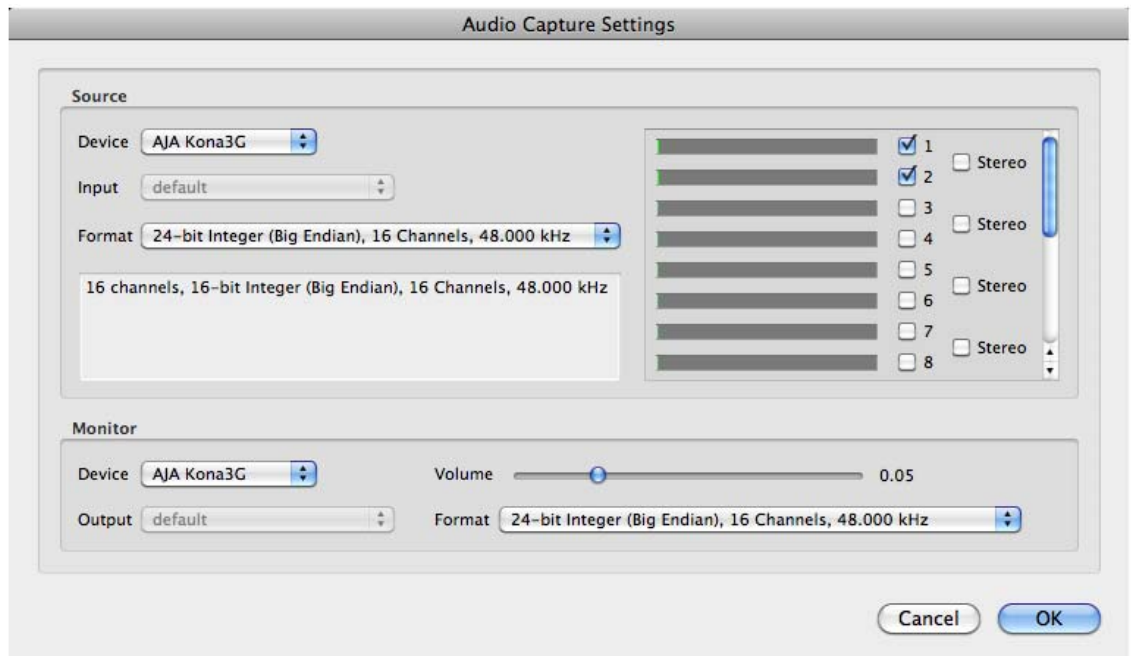 Audio Capture Settings
Source
Device AJA Kona3G
Input default
Format 24-bit Integer (Big Endian), 16 Channels, 48.000 kHz
16 channels, 16-bit Integer (Big Endian), 16 Channels, 48.000 kHz
1
2
Stereo
3
4
Stereo
5
6
Stereo
7
8
Stereo
Monitor
Device AJA Kona3G
Volume 0.05
Output default
Format 24-bit Integer (Big Endian), 16 Channels, 48.000 kHz
Cancel
OK